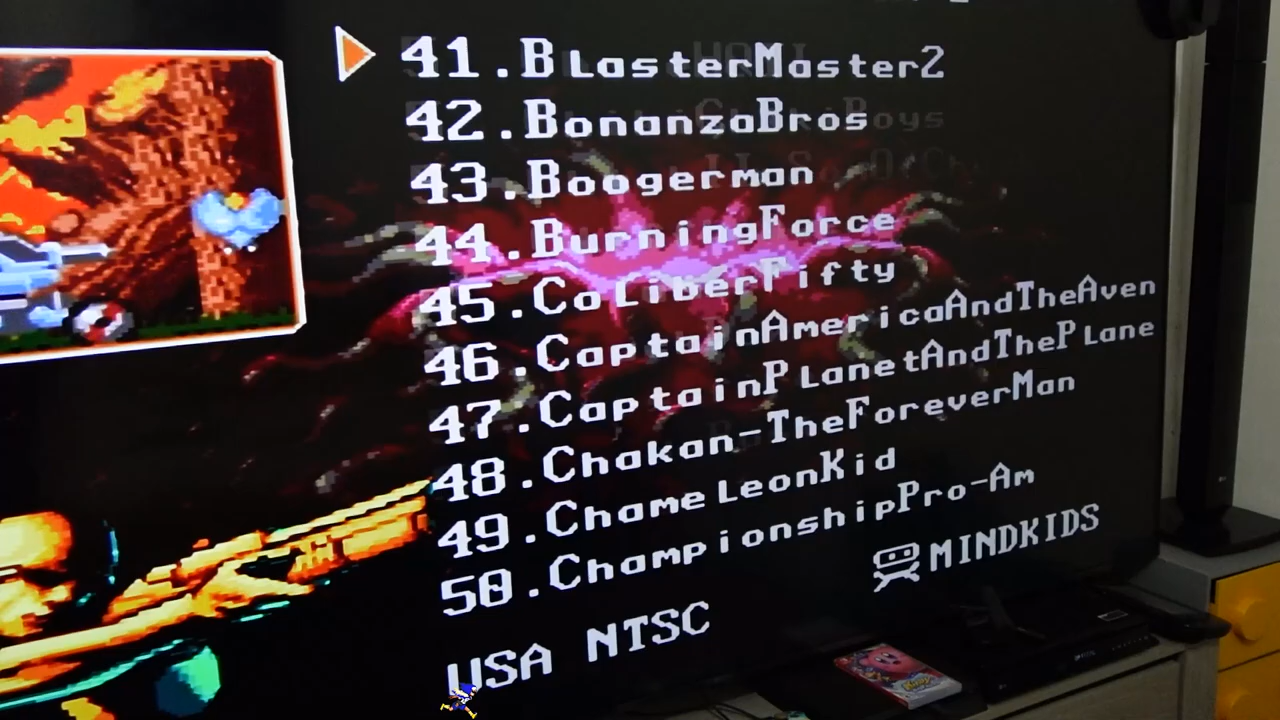 41.BlasterMaster2
42.BonanzaBros
43.Boogerman
44.BurningForce
45.CaliberFifty
46.CaptainAmericaAndTheAven
47.CaptainPlanetAndThePlane
48.Chakan-TheForeverMan
49.ChameleonKid
50.ChampionshipPro-Am
MINDKIDS
USA NTSC